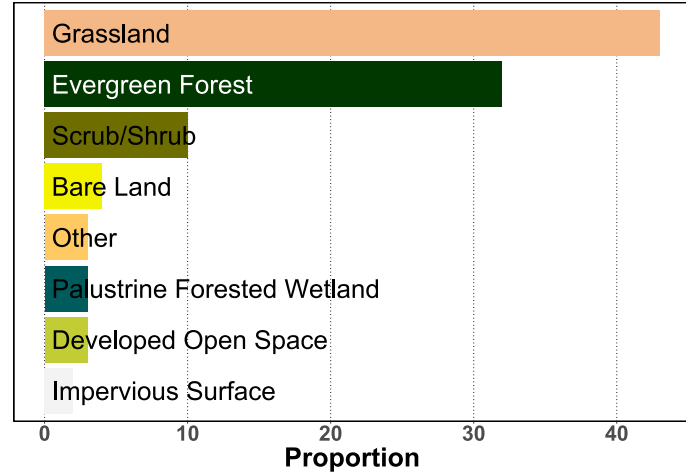 Grassland
Evergreen Forest
Scrub/Shrub
Bare Land
Other
Palustrine Forested Wetland
Developed Open Space
Impervious Surface
0 10 20 30 40
Proportion